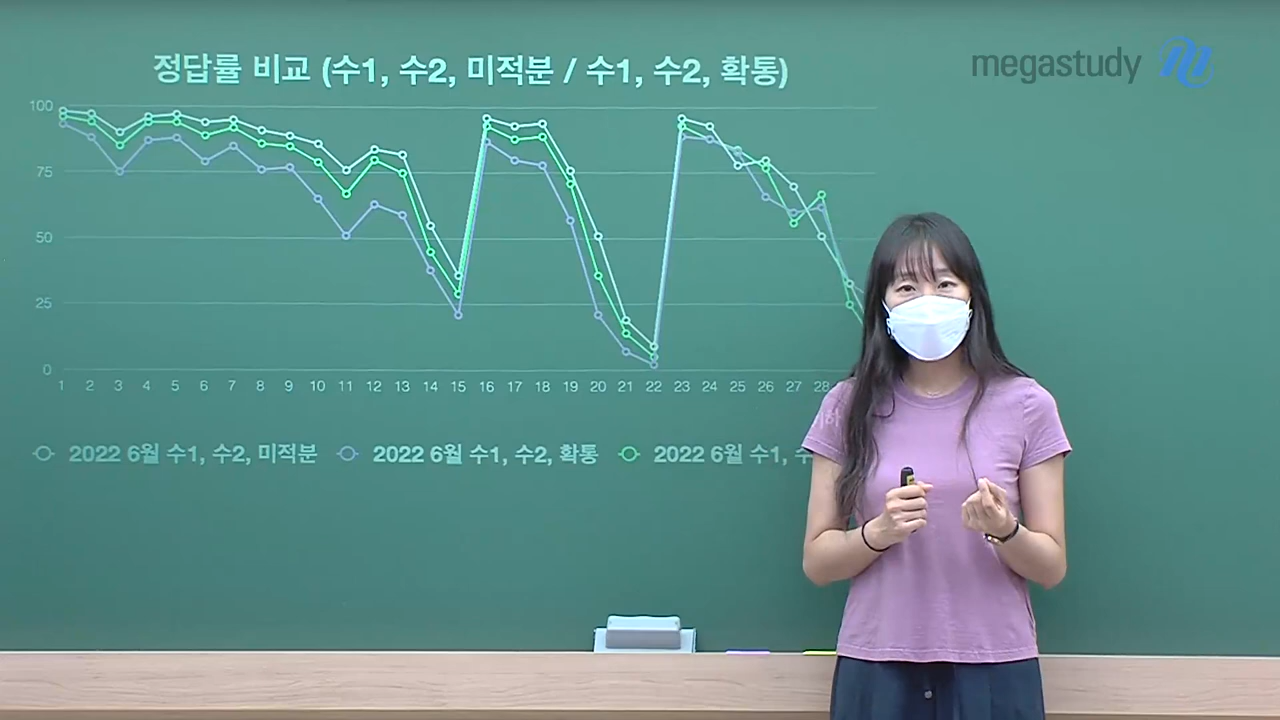 정답률 비교 (수1, 수2, 미적분 / 수1, 수2, 확통)
megastudy
100
75
50
25
0
1 2 3 4 5 6 7 8 9 10 11 12 13 14 15 16 17 18 19 20 21 22 23 24 25 26 27 28
2022 6월 수1, 수2, 미적분 2022 6월 수1, 수2, 확통 2022 6월 수1,